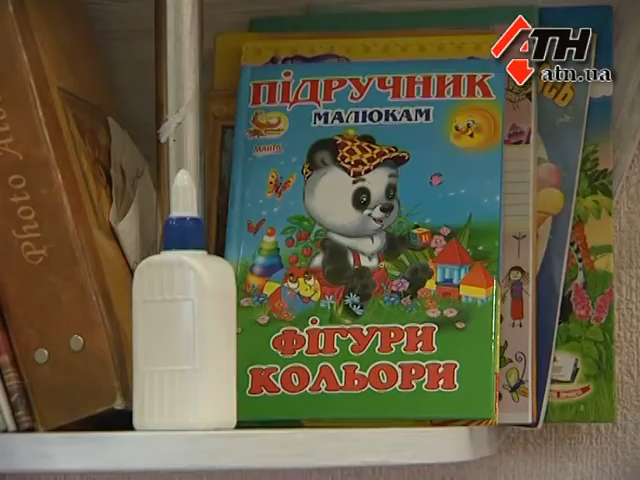 ПІДРУЧНИК
МАЛЮКАМ
ФІГУРИ
КОЛЬОРИ
Photo Al
АТН
atn.ua